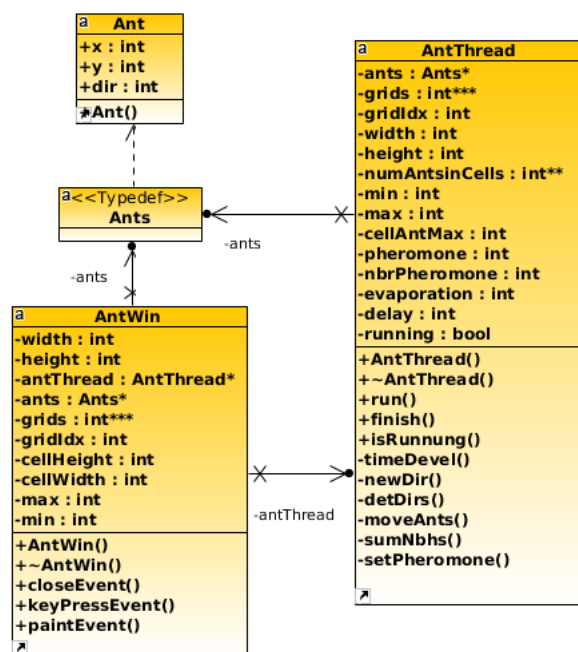 a
Ant
+x : int
+y : int
+dir : int
+Ant()
a
<<Typedef>>
Ants
-ants
-ants
a
AntWin
-width : int
-height : int
-antThread : AntThread*
-ants : Ants*
-grids : int***
-gridIdx : int
-cellHeight : int
-cellWidth : int
-max : int
-min : int
+AntWin()
+~AntWin()
+closeEvent()
+keyPressEvent()
+paintEvent()
-antThread
a
AntThread
-ants : Ants*
-grids : int***
-gridIdx : int
-width : int
-height : int
-numAntsinCells : int**
-min : int
-max : int
-cellAntMax : int
-pheromone : int
-nbrPheromone : int
-evaporation : int
-delay : int
-running : bool
+AntThread()
+~AntThread()
+run()
+finish()
+isRunnung()
-timeDevel()
-newDir()
-detDirs()
-moveAnts()
-sumNbhs()
-setPheromone()